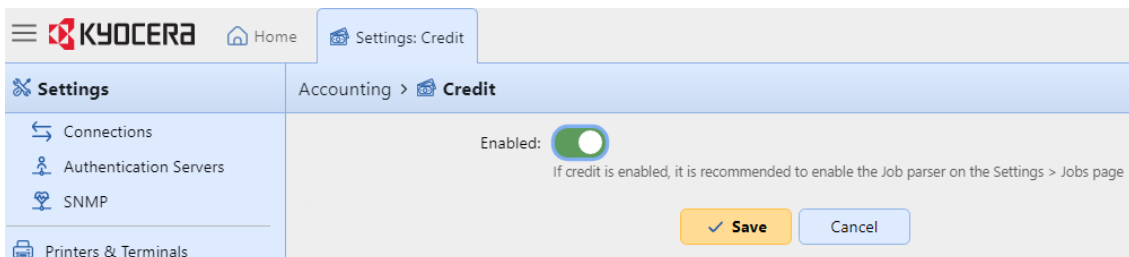 KYOCERA Home Settings: Credit
Settings
Accounting > Credit
Connections
Enabled:
Authentication Servers
If credit is enabled, it is recommended to enable the Job parser on the Settings > Jobs page
SNMP
Save Cancel
Printers & Terminals